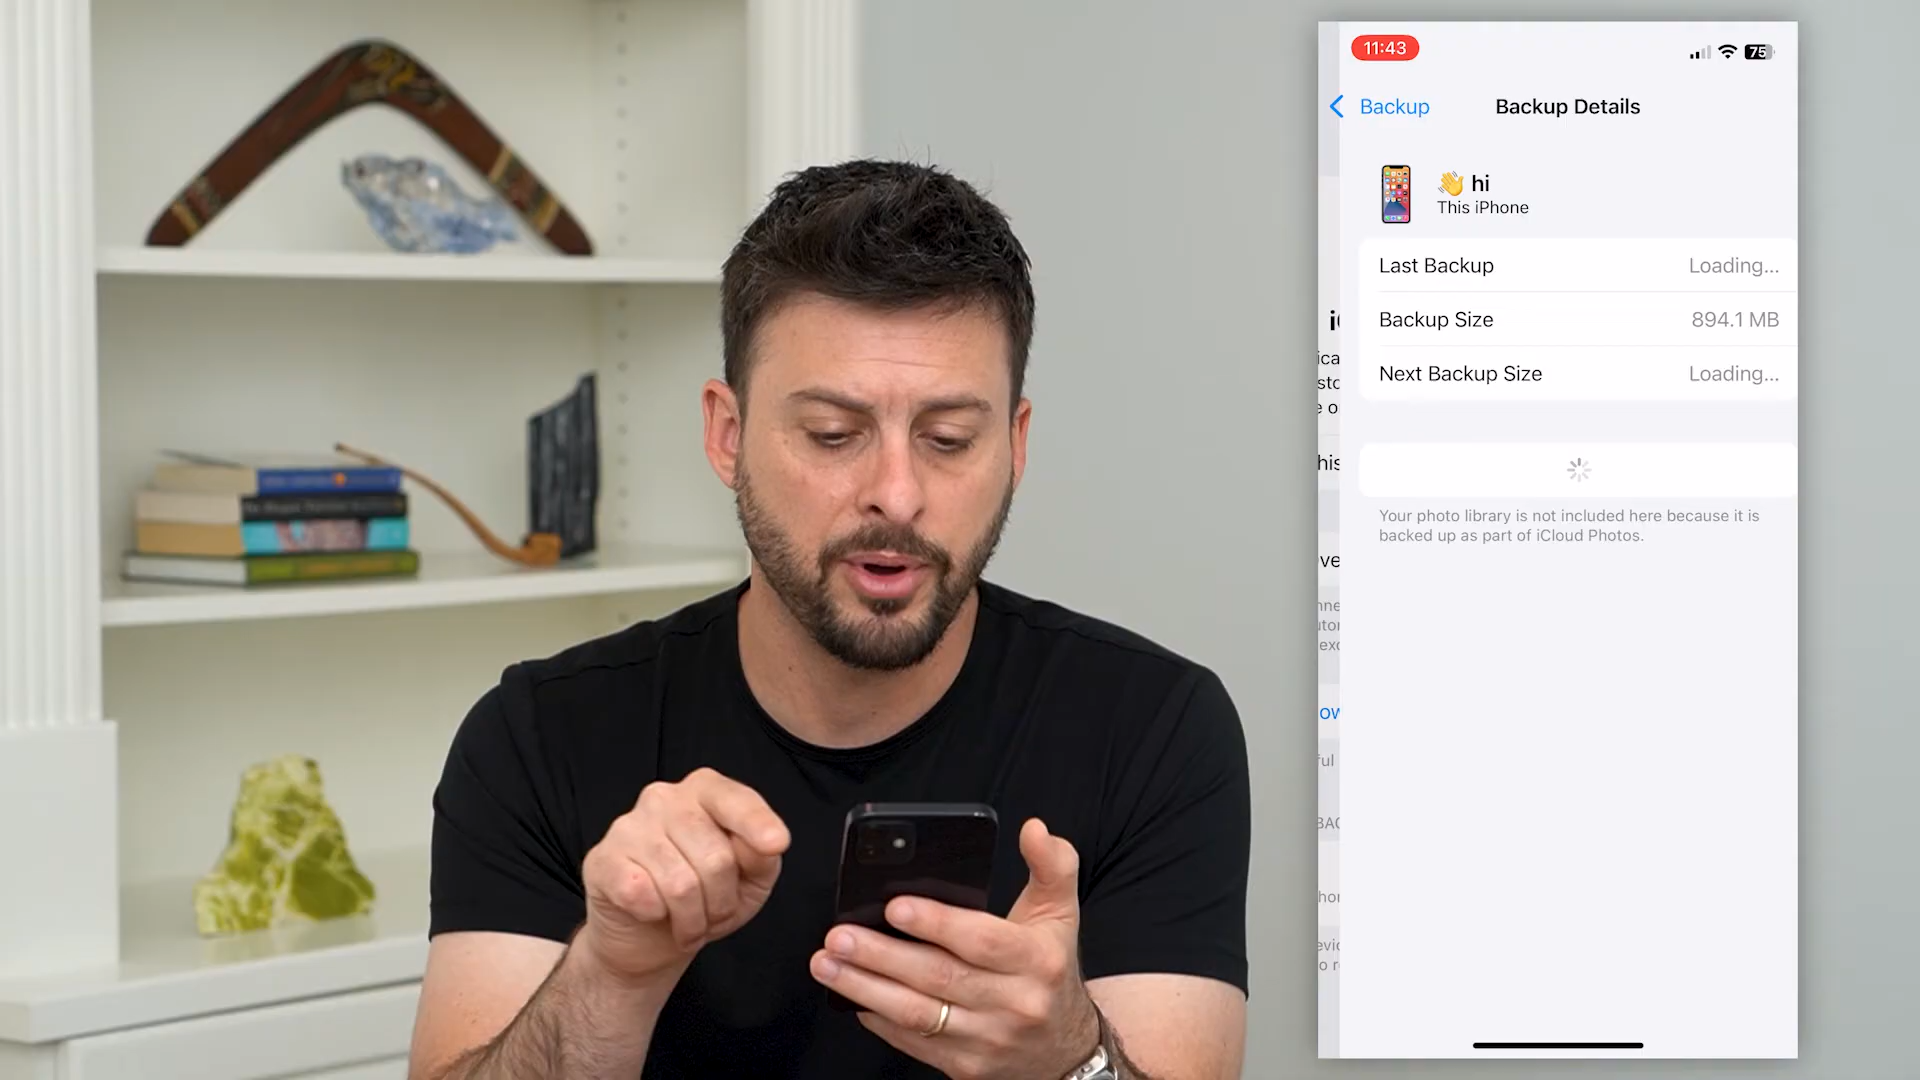 11:43
75
Backup
Backup Details
👋 hi
This iPhone
Last Backup
Loading...
Backup Size
894.1 MB
Next Backup Size
Loading...
Your photo library is not included here because it is
backed up as part of iCloud Photos.